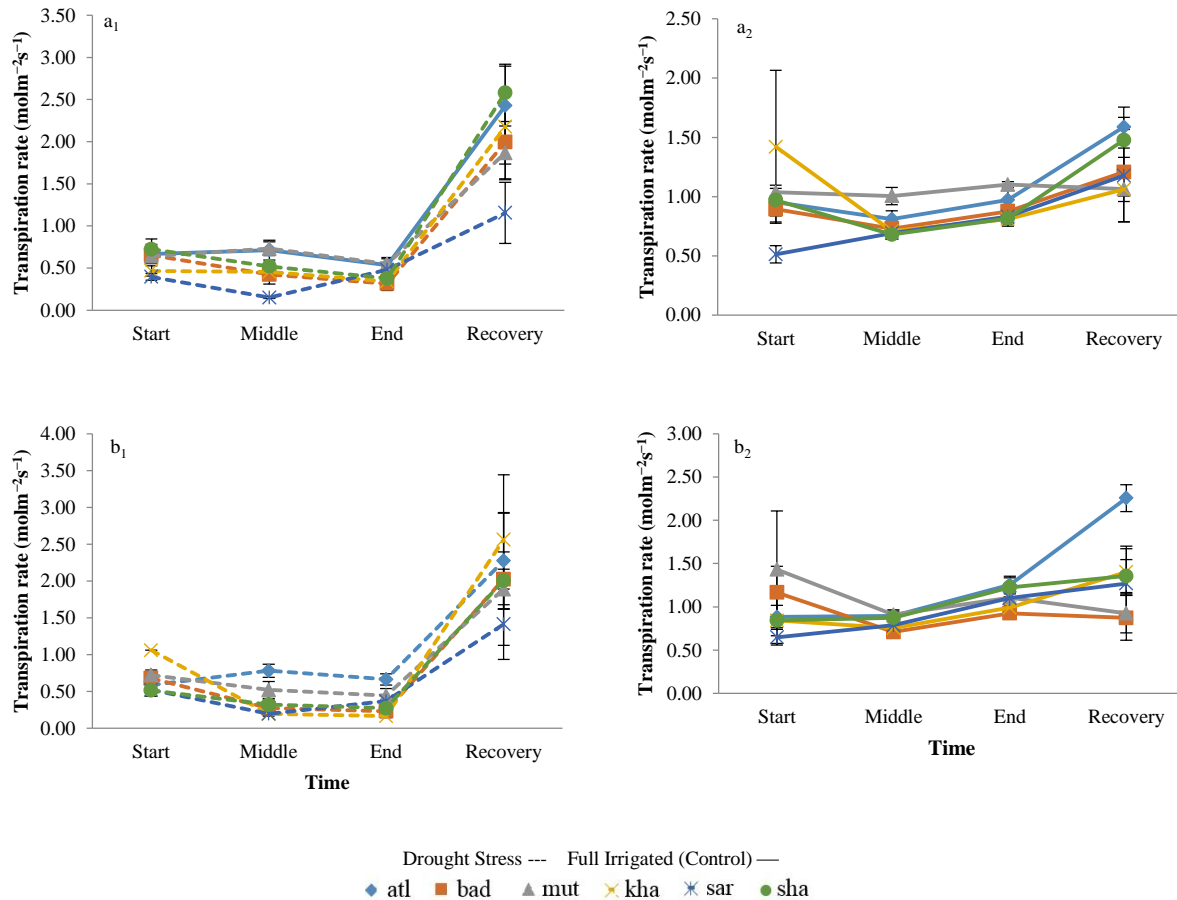 a₁
Transpiration rate (molm⁻²s⁻¹)
3.50
3.00
2.50
2.00
1.50
1.00
0.50
0.00
Start Middle End Recovery
a₂
Transpiration rate (molm⁻²s⁻¹)
2.50
2.00
1.50
1.00
0.50
0.00
Start Middle End Recovery
b₁
Transpiration rate (molm⁻²s⁻¹)
4.00
3.50
3.00
2.50
2.00
1.50
1.00
0.50
0.00
Start Middle End Recovery
Time
b₂
Transpiration rate (molm⁻²s⁻¹)
3.00
2.50
2.00
1.50
1.00
0.50
0.00
Start Middle End Recovery
Time
Drought Stress --- Full Irrigated (Control) —
atl bad mut kha sar sha